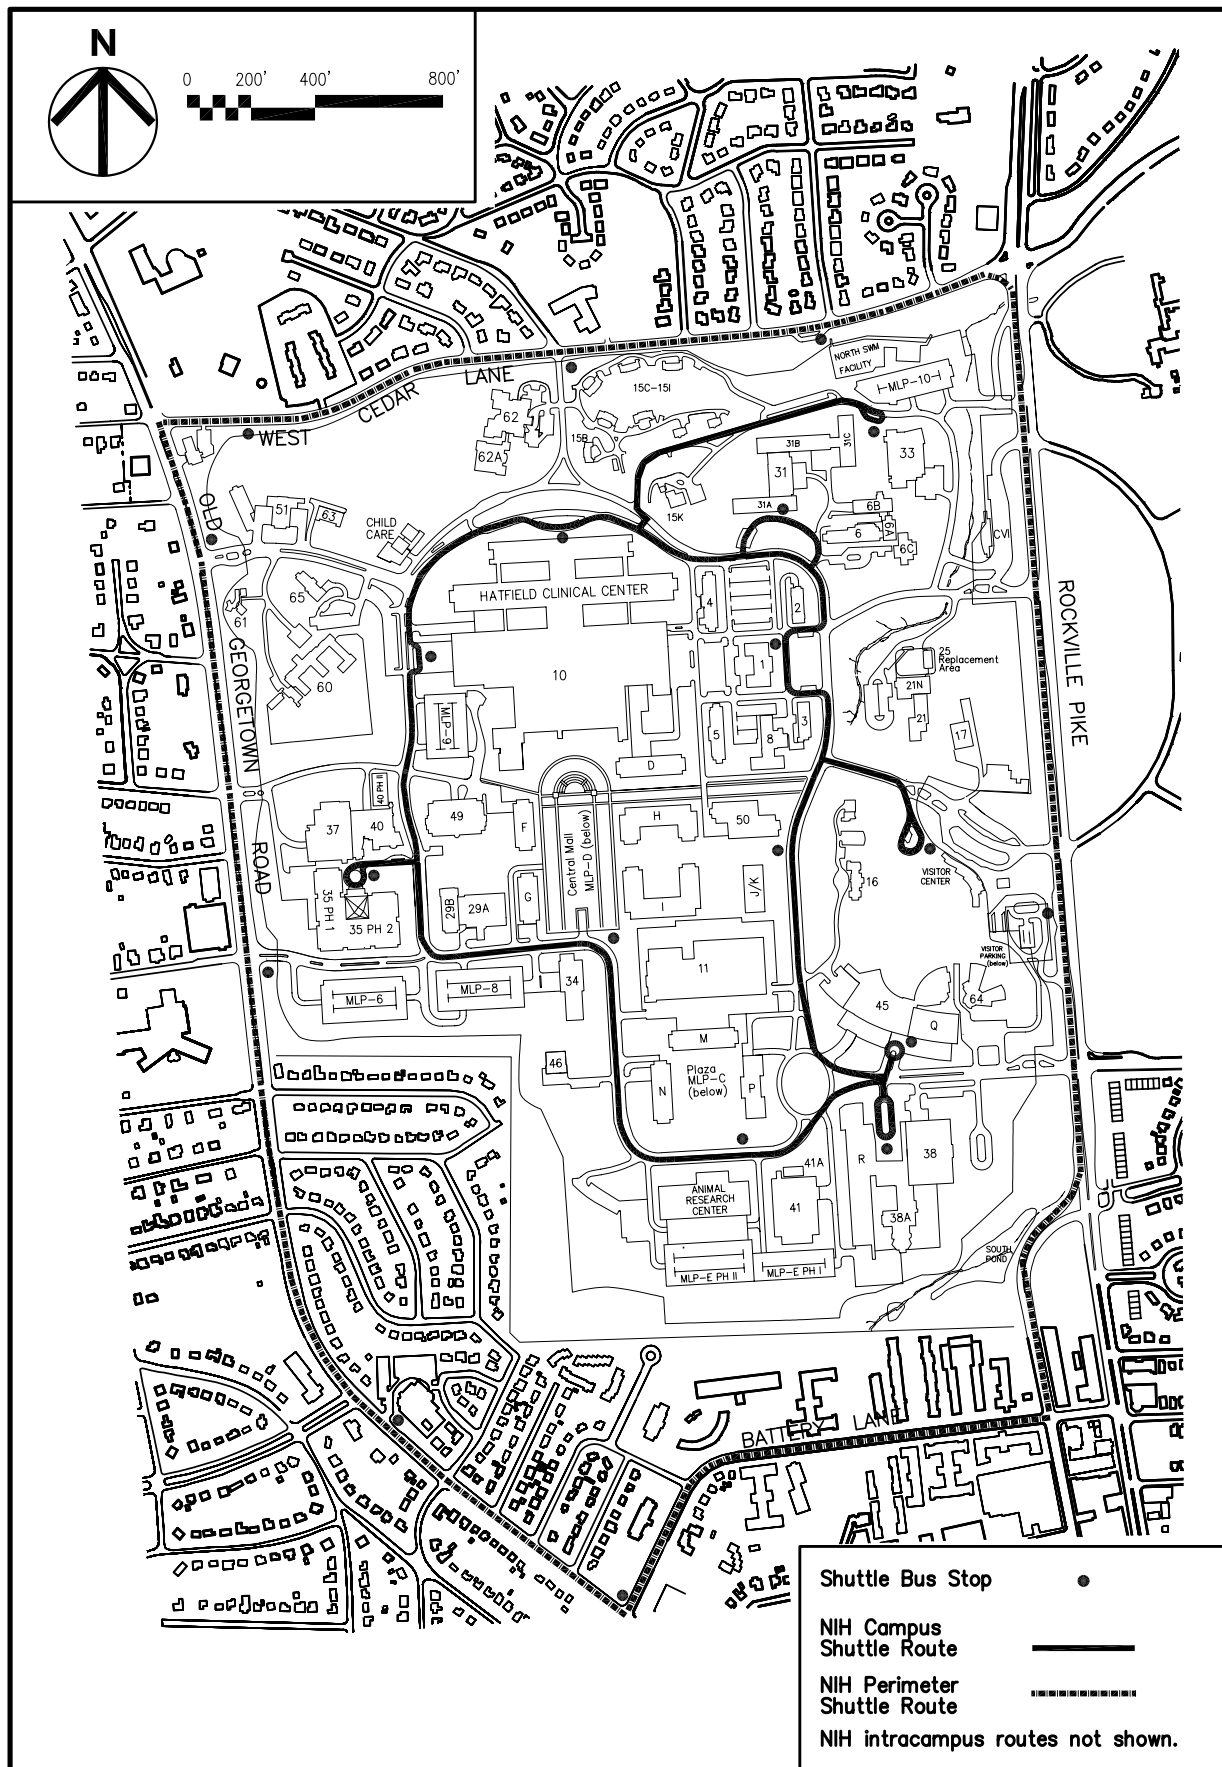 N
0 200' 400' 800'
NORTH SWM
FACILITY
MLP-10
LANE
CEDAR
WEST
15C-15I
62
62A
15B
31B
31C
31
33
31A
15K
6B
6
6A
6C
CVI
OLD
51
63
CHILD
CARE
HATFIELD CLINICAL CENTER
65
61
60
4
2
1
10
25
Replacement
Area
21N
21
17
GEORGETOWN
ROCKVILLE PIKE
MLP-9
5
8
3
D
40 PH II
37
40
49
F
H
50
Central Mall
MLP-D (below)
ROAD
16
VISITOR
CENTER
35 PH 1
35 PH 2
29B
29A
G
I
J/K
VISITOR
PARKING
(below)
11
34
MLP-6
MLP-8
45
64
Q
M
Plaza
MLP-C
(below)
46
N
P
R
38
41A
ANIMAL
RESEARCH
CENTER
41
38A
SOUTH
POND
MLP-E PH II
MLP-E PH I
BATTERY LANE
Shuttle Bus Stop
NIH Campus
Shuttle Route
NIH Perimeter
Shuttle Route
NIH intracampus routes not shown.